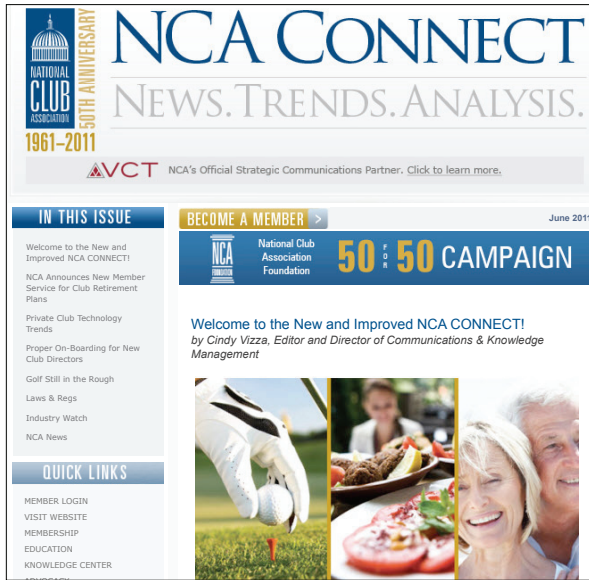 NATIONAL
CLUB
ASSOCIATION
50TH ANNIVERSARY
1961–2011
NCA CONNECT
NEWS. TRENDS. ANALYSIS.
VCT NCA's Official Strategic Communications Partner. Click to learn more.
IN THIS ISSUE
Welcome to the New and
Improved NCA CONNECT!
NCA Announces New Member
Service for Club Retirement
Plans
Private Club Technology
Trends
Proper On-Boarding for New
Club Directors
Golf Still in the Rough
Laws & Regs
Industry Watch
NCA News
QUICK LINKS
MEMBER LOGIN
VISIT WEBSITE
MEMBERSHIP
EDUCATION
KNOWLEDGE CENTER
ADVOCACY
BECOME A MEMBER >
June 2011
NCA
FOUNDATION
National Club
Association
Foundation
50 FOR 50 CAMPAIGN
Welcome to the New and Improved NCA CONNECT!
by Cindy Vizza, Editor and Director of Communications & Knowledge
Management